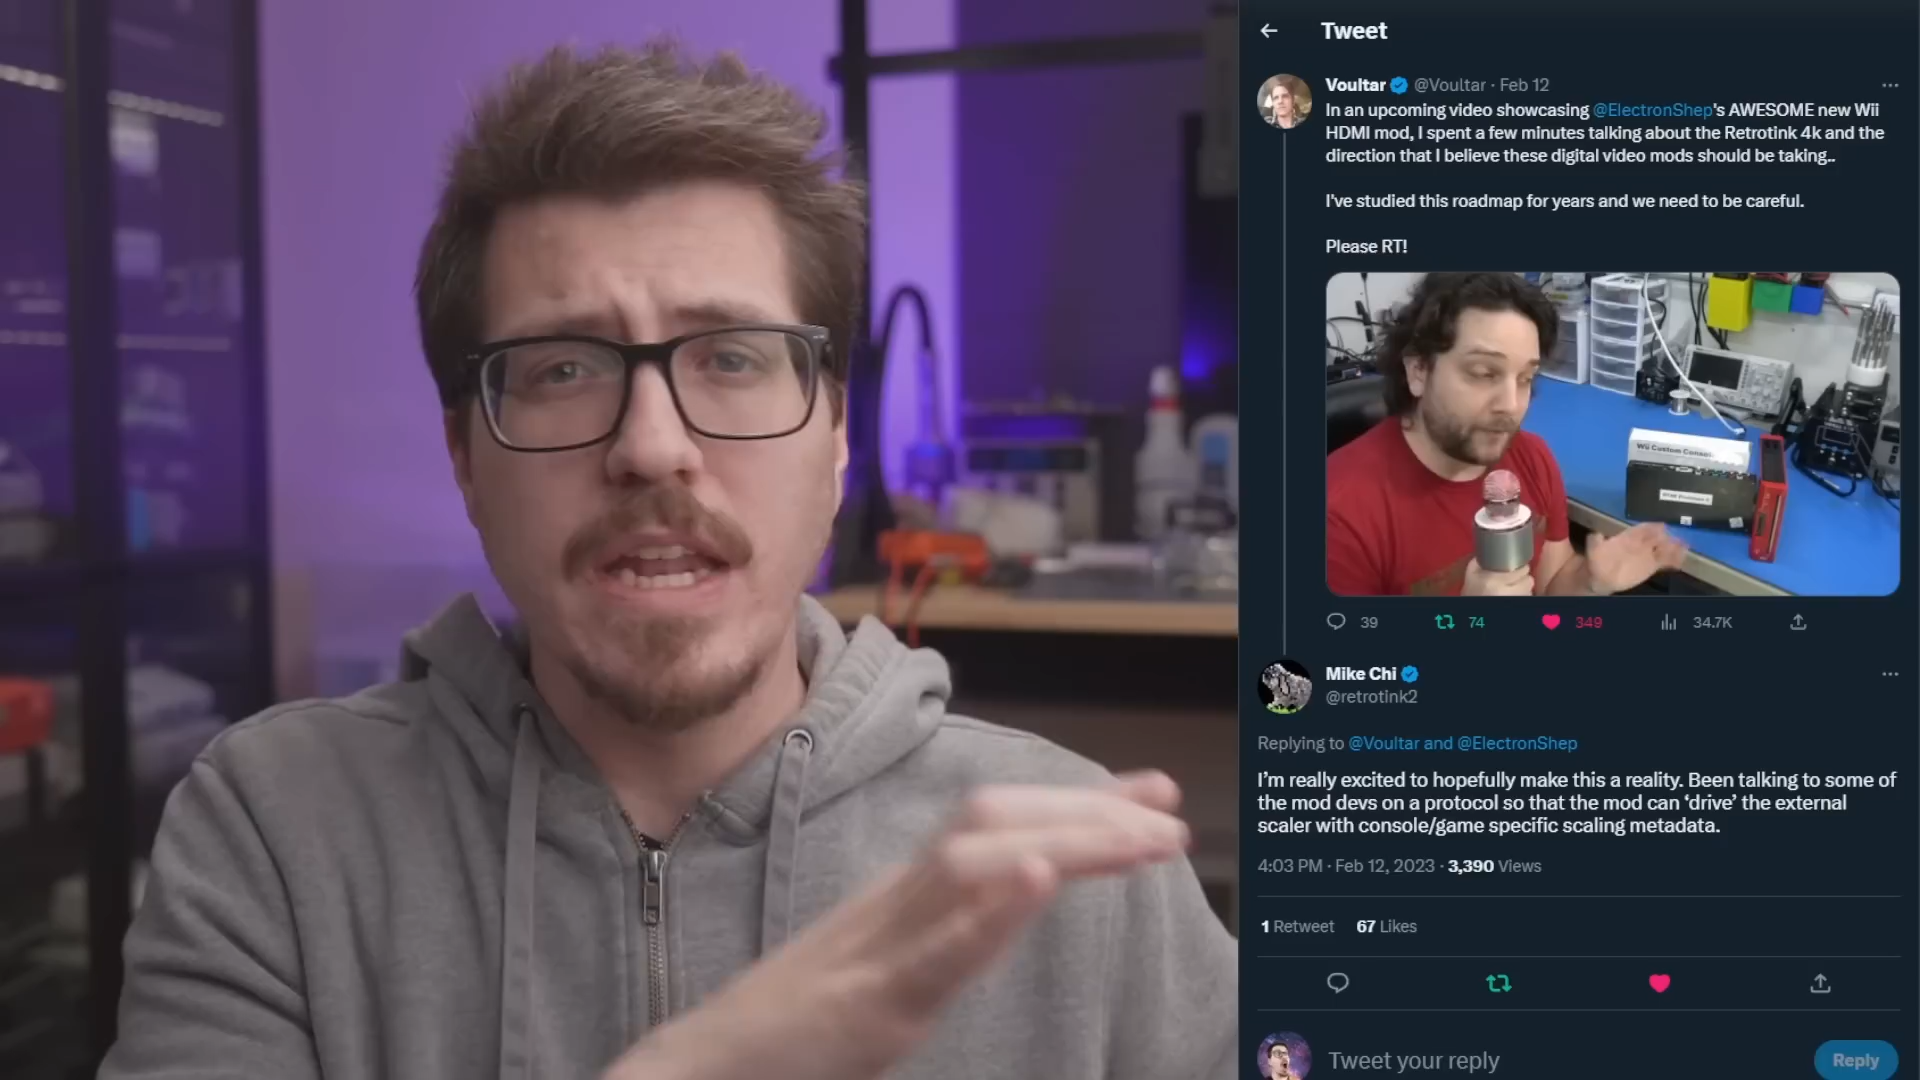 Tweet
Voultar @Voultar · Feb 12
In an upcoming video showcasing @ElectronShep's AWESOME new Wii
HDMI mod, I spent a few minutes talking about the Retrotink 4k and the
direction that I believe these digital video mods should be taking..
I've studied this roadmap for years and we need to be careful.
Please RT!
Wii Custom Console
39 74 349 34.7K
Mike Chi
@retrotink2
Replying to @Voultar and @ElectronShep
I'm really excited to hopefully make this a reality. Been talking to some of
the mod devs on a protocol so that the mod can ‘drive’ the external
scaler with console/game specific scaling metadata.
4:03 PM · Feb 12, 2023 · 3,390 Views
1 Retweet 67 Likes
Tweet your reply
Reply